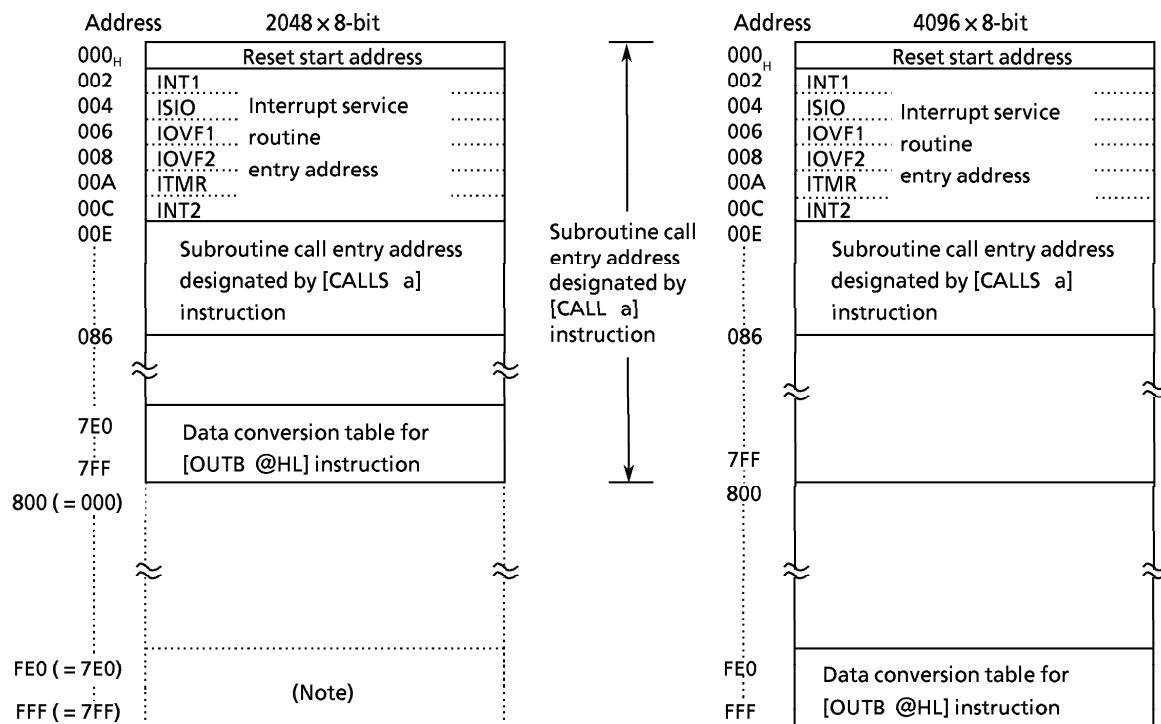 Address 2048 × 8-bit
000H Reset start address
002 INT1
004 ISIO Interrupt service
006 IOVF1 routine
008 IOVF2 entry address
00A ITMR
00C INT2
00E
Subroutine call entry address
designated by [CALLS a]
instruction
086
7E0
Data conversion table for
[OUTB @HL] instruction
7FF
800 ( = 000)
FE0 ( = 7E0)
(Note)
FFF ( = 7FF)
Subroutine call
entry address
designated by
[CALL a]
instruction
Address 4096 × 8-bit
000H Reset start address
002 INT1
004 ISIO Interrupt service
006 IOVF1 routine
008 IOVF2 entry address
00A ITMR
00C INT2
00E
Subroutine call entry address
designated by [CALLS a]
instruction
086
7FF
800
FE0 Data conversion table for
FFF [OUTB @HL] instruction